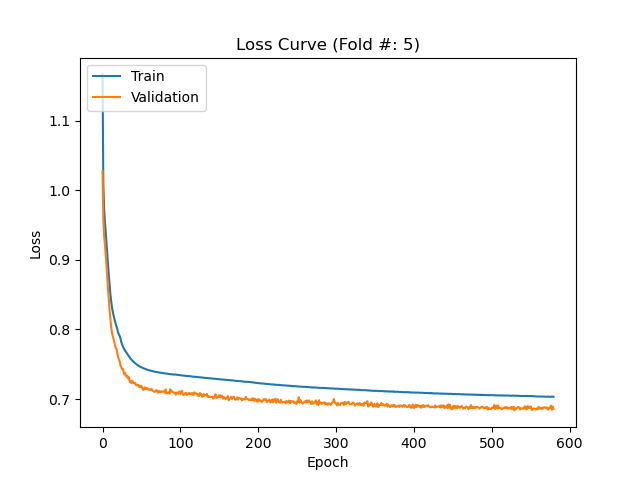 Loss Curve (Fold #: 5)
Train
Validation
1.1
1.0
0.9
0.8
0.7
Loss
0 100 200 300 400 500 600
Epoch